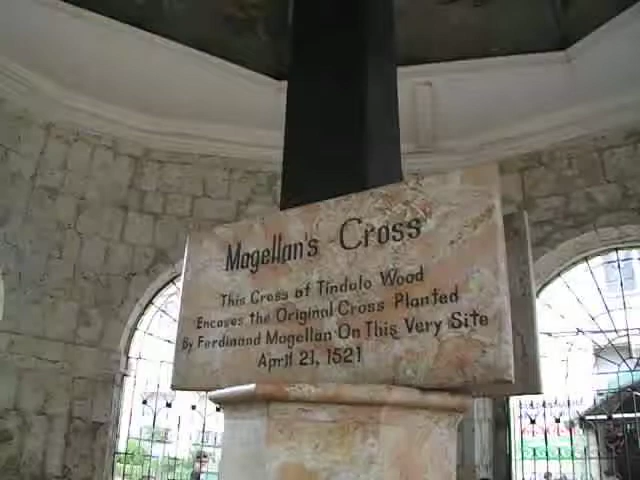 Magellan's Cross
This Cross of Tindalo Wood
Encases the Original Cross Planted
By Ferdinand Magellan On This Very Site
April 21, 1521